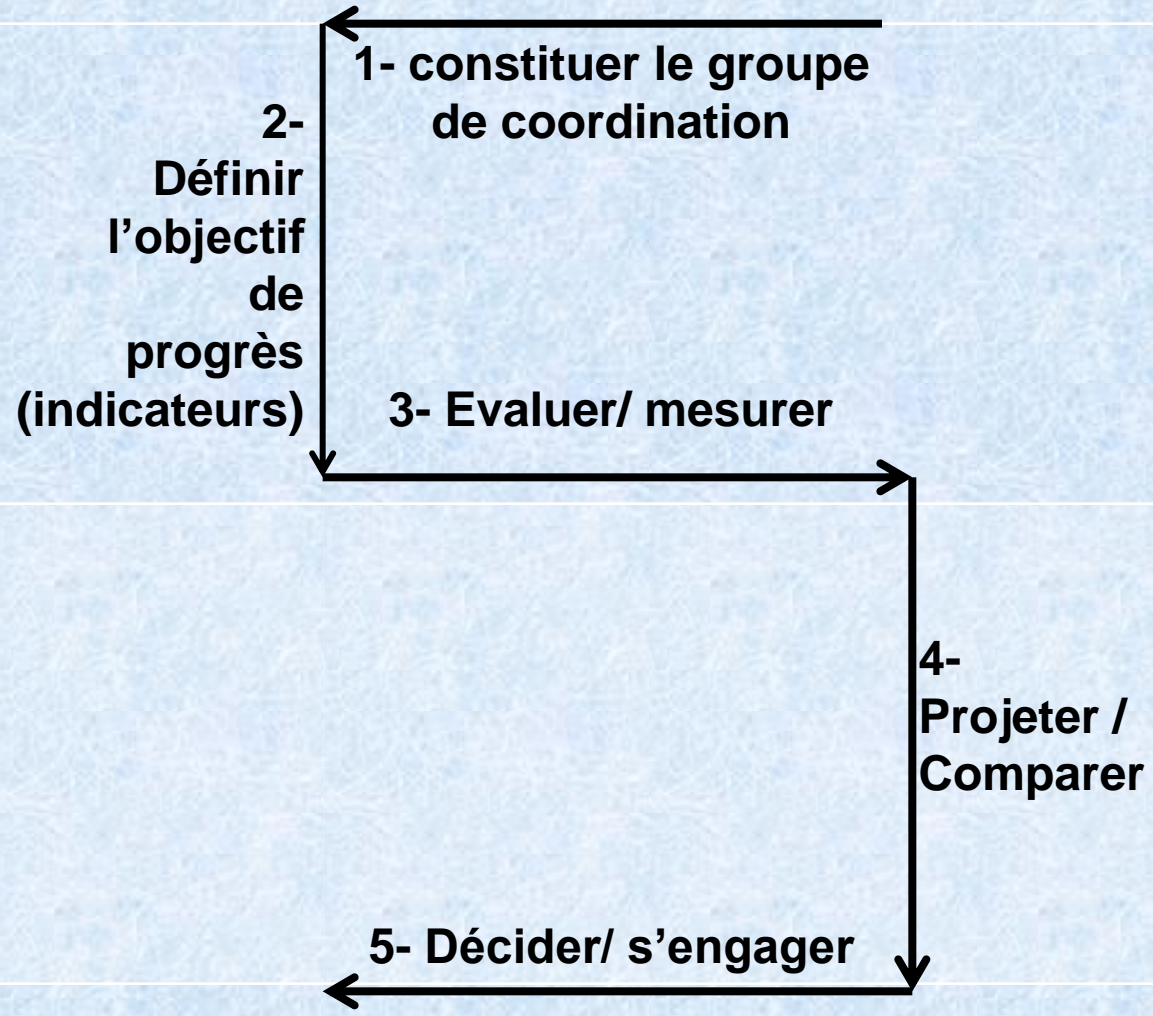 1- constituer le groupe
de coordination
2-
Définir
l’objectif
de
progrès
(indicateurs)
3- Evaluer/ mesurer
4-
Projeter /
Comparer
5- Décider/ s’engager